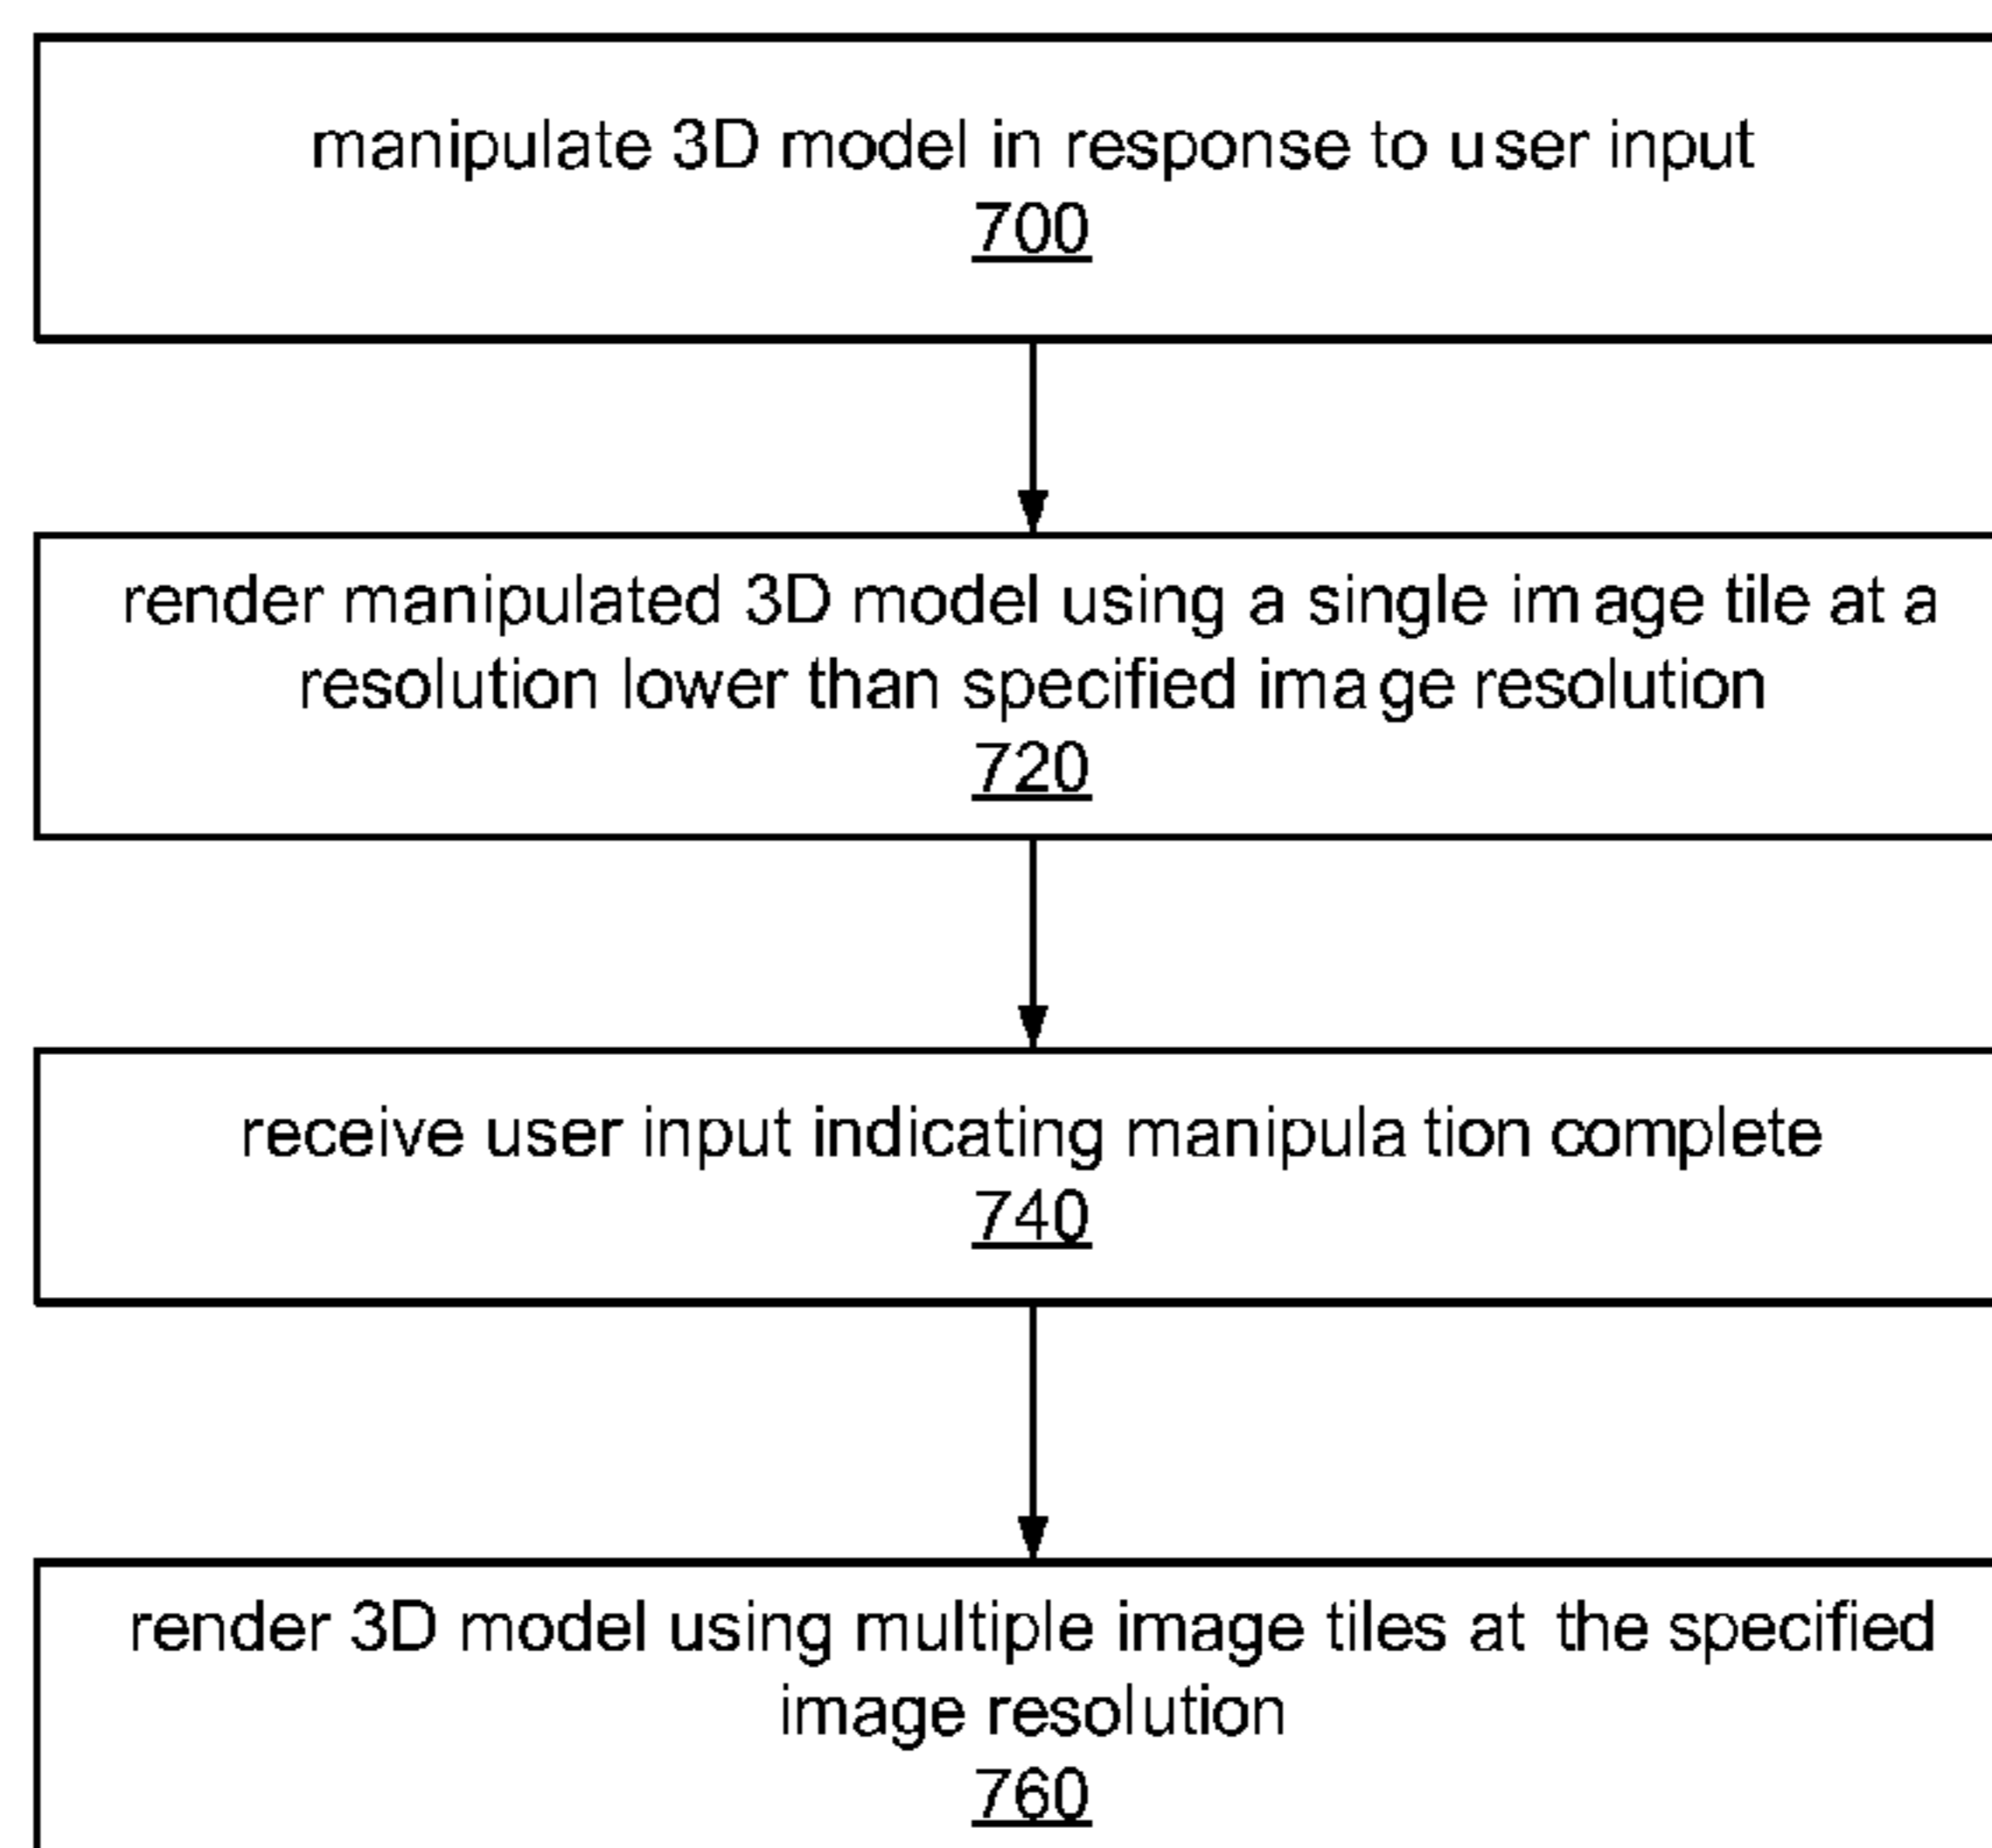 manipulate 3D model in response to user input
700
render manipulated 3D model using a single image tile at a
resolution lower than specified image resolution
720
receive user input indicating manipulation complete
740
render 3D model using multiple image tiles at the specified
image resolution
760